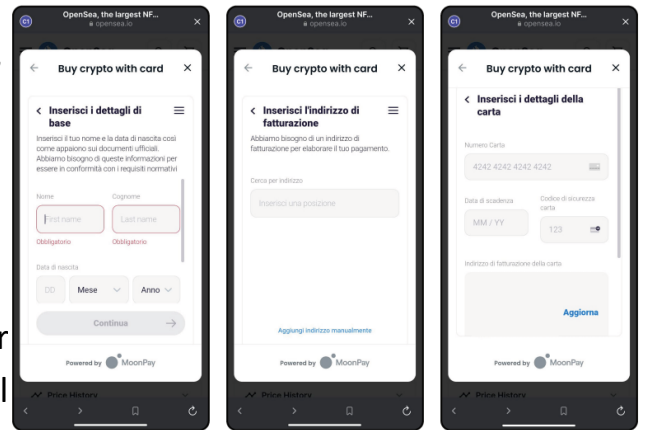 C1
OpenSea, the largest NF...
opensea.io
Buy crypto with card
Inserisci i dettagli di
base
Inserisci il tuo nome e la data di nascita così
come appaiono sui documenti ufficiali.
Abbiamo bisogno di queste informazioni per
essere in conformità con i requisiti normativi
Nome
Cognome
First name
Last name
Obbligatorio
Obbligatorio
Data di nascita
DD
Mese
Anno
Continua
Powered by MoonPay
Price History
C1
OpenSea, the largest NF...
opensea.io
Buy crypto with card
Inserisci l'indirizzo di
fatturazione
Abbiamo bisogno di un indirizzo di
fatturazione per elaborare il tuo pagamento.
Cerca per indirizzo
Inserisci una posizione
Aggiungi indirizzo manualmente
Powered by MoonPay
Price History
C1
OpenSea, the largest NF...
opensea.io
Buy crypto with card
Inserisci i dettagli della
carta
Numero Carta
4242 4242 4242 4242
Data di scadenza
Codice di sicurezza
carta
MM / YY
123
Indirizzo di fatturazione della carta
Aggiorna
Powered by MoonPay
Price History